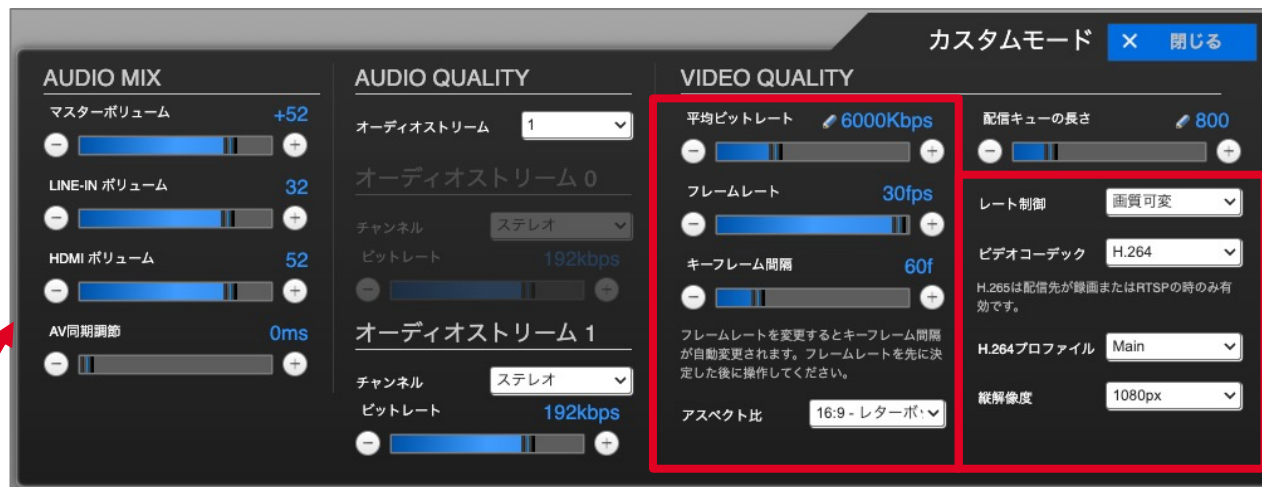 カスタムモード
× 閉じる
AUDIO MIX
マスターボリューム
+52
LINE-IN ボリューム
32
HDMI ボリューム
52
AV同期調節
0ms
AUDIO QUALITY
オーディオストリーム
1
オーディオストリーム 0
チャンネル
ステレオ
ビットレート
192kbps
オーディオストリーム 1
チャンネル
ステレオ
ビットレート
192kbps
VIDEO QUALITY
平均ビットレート
6000Kbps
フレームレート
30fps
キーフレーム間隔
60f
フレームレートを変更するとキーフレーム間隔
が自動変更されます。フレームレートを先に決
定した後に操作してください。
アスペクト比
16:9 - レターボッ
配信キューの長さ
800
レート制御
画質可変
ビデオコーデック
H.264
H.265は配信先が録画またはRTSPの時のみ有
効です。
H.264プロファイル
Main
縦解像度
1080px